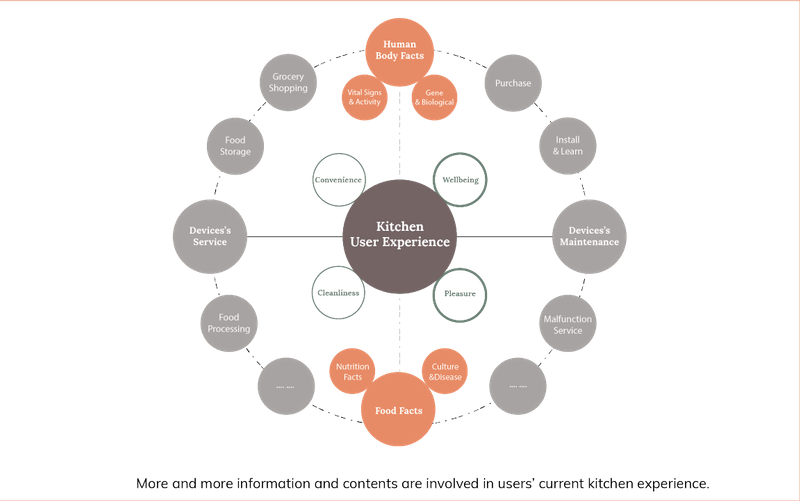 Human
Body Facts
Vital Signs
& Activity
Gene
& Biological
Grocery
Shopping
Purchase
Food
Storage
Install
& Learn
Convenience
Wellbeing
Devices's
Service
Kitchen
User Experience
Devices's
Maintenance
Cleanliness
Pleasure
Food
Processing
Malfunction
Service
Nutrition
Facts
Culture
&Disease
.... ....
.... ....
Food Facts
More and more information and contents are involved in users' current kitchen experience.